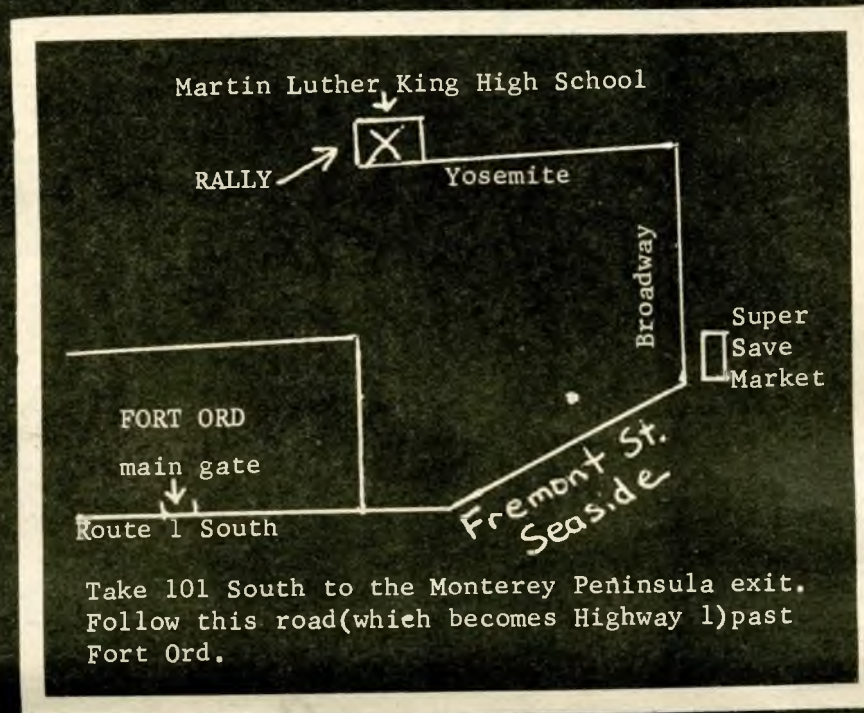 Martin Luther King High School
RALLY
Yosemite
Broadway
Super
Save
Market
FORT ORD
main gate
Fremont St.
Seaside
Route 1 South
Take 101 South to the Monterey Peninsula exit.
Follow this road(which becomes Highway 1)past
Fort Ord.